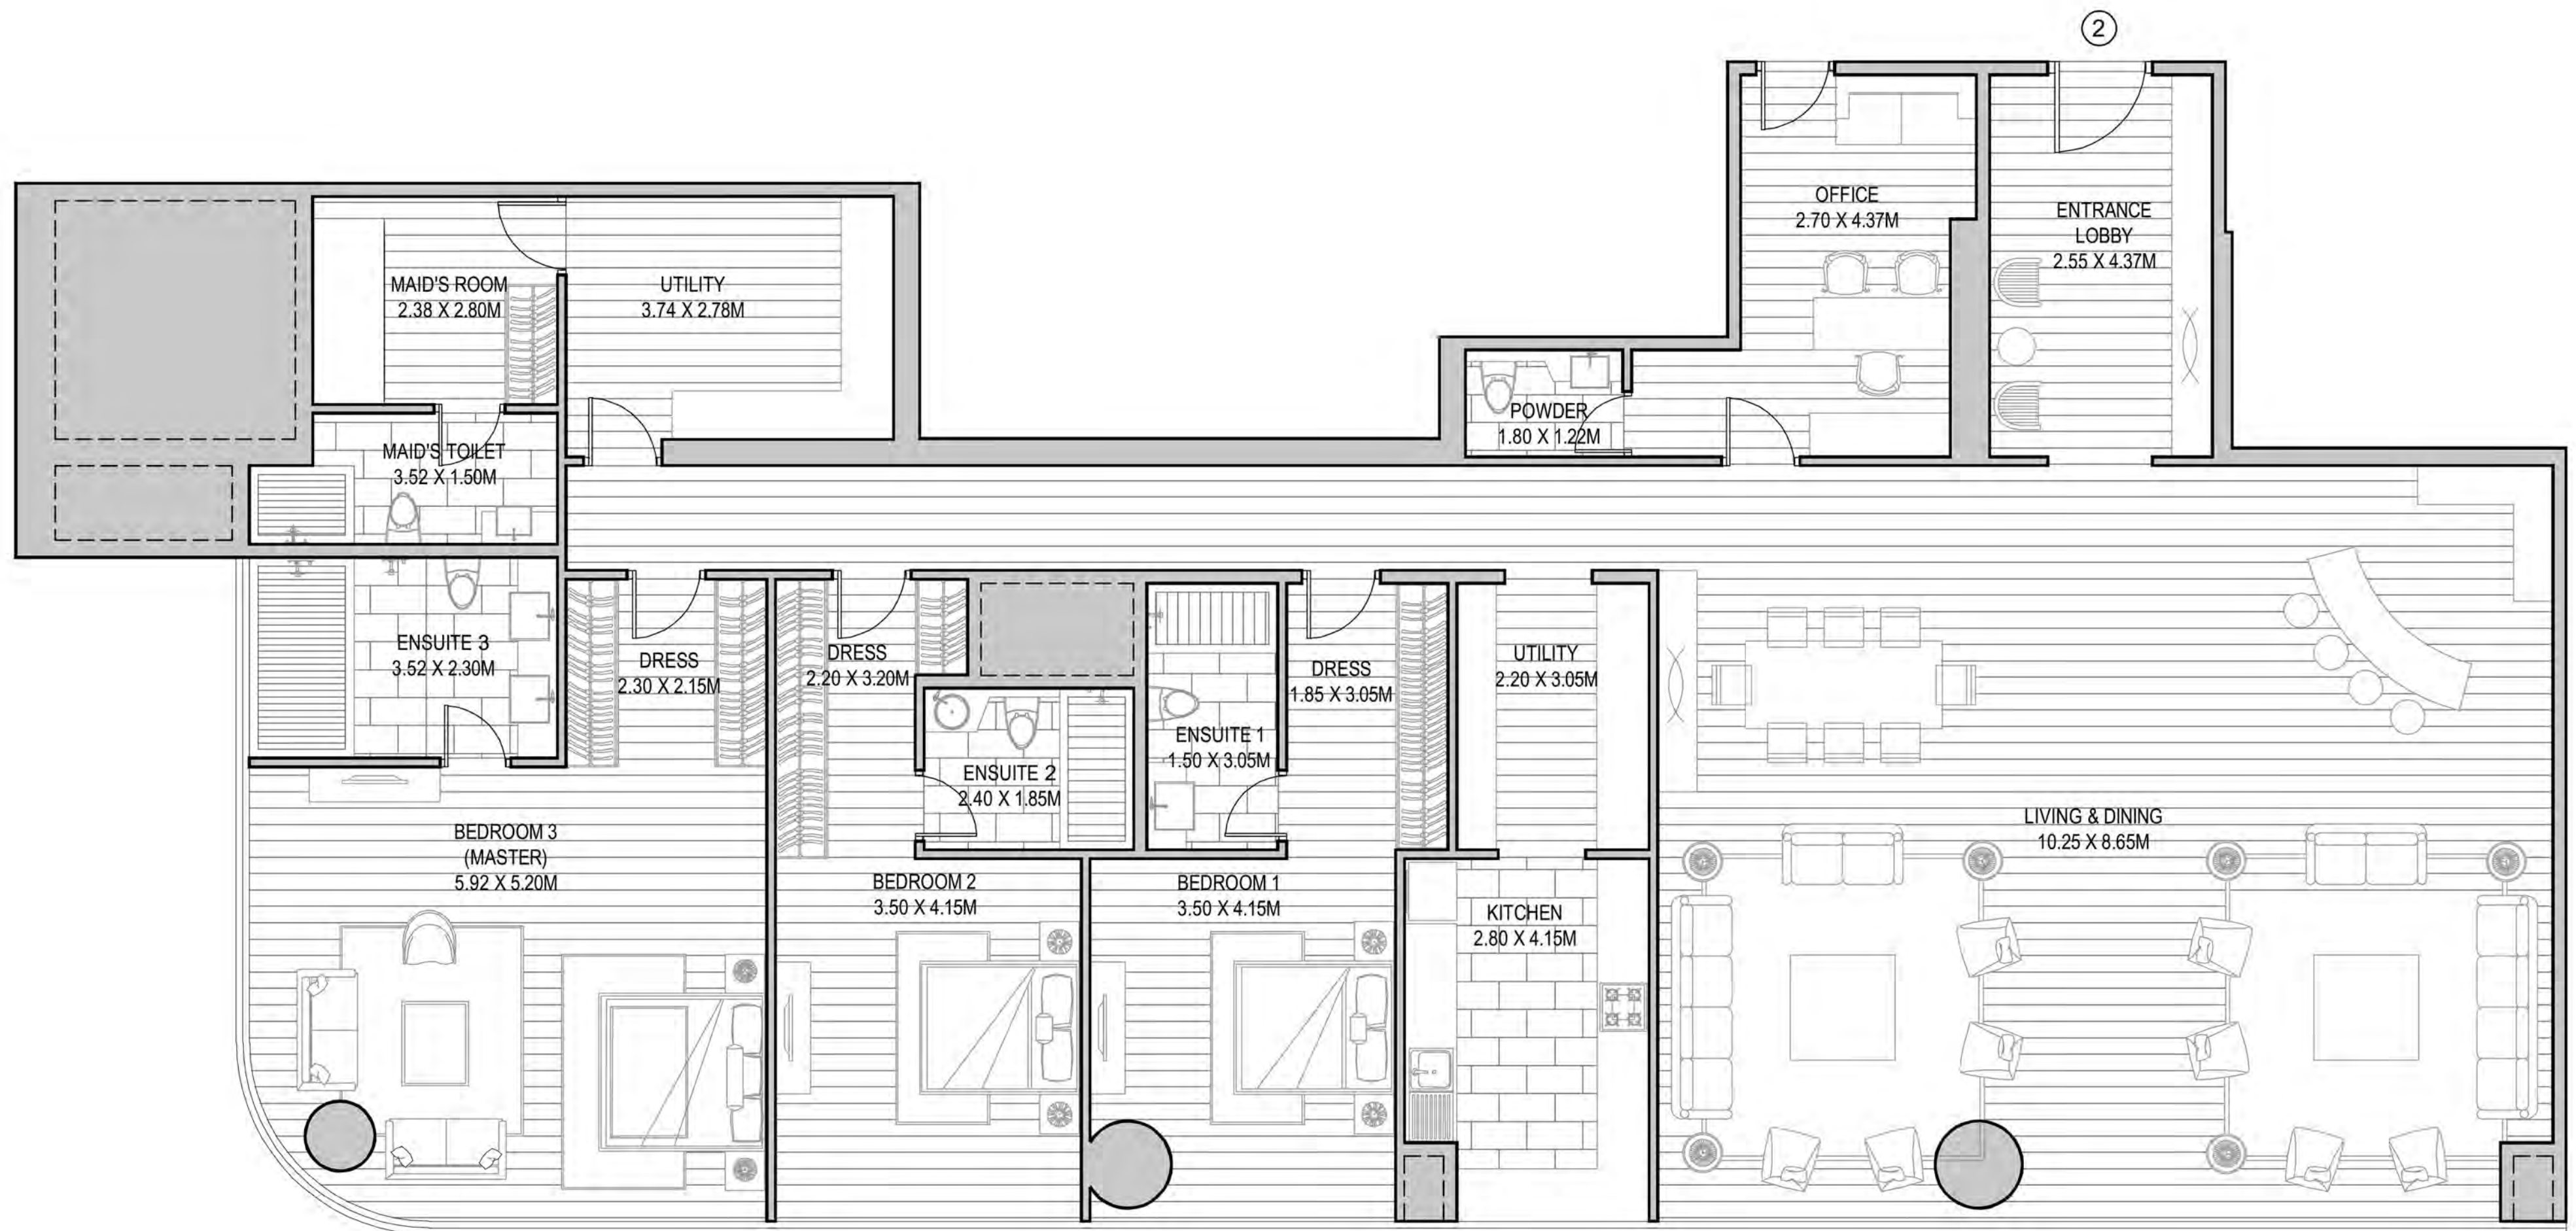 2
OFFICE
2.70 X 4.37M
ENTRANCE
LOBBY
2.55 X 4.37M
MAID'S ROOM
2.38 X 2.80M
UTILITY
3.74 X 2.78M
POWDER
1.80 X 1.22M
MAID'S TOILET
3.52 X 1.50M
ENSUITE 3
3.52 X 2.30M
DRESS
2.30 X 2.15M
DRESS
2.20 X 3.20M
ENSUITE 2
2.40 X 1.85M
ENSUITE 1
1.50 X 3.05M
DRESS
1.85 X 3.05M
UTILITY
2.20 X 3.05M
LIVING & DINING
10.25 X 8.65M
BEDROOM 3
(MASTER)
5.92 X 5.20M
BEDROOM 2
3.50 X 4.15M
BEDROOM 1
3.50 X 4.15M
KITCHEN
2.80 X 4.15M